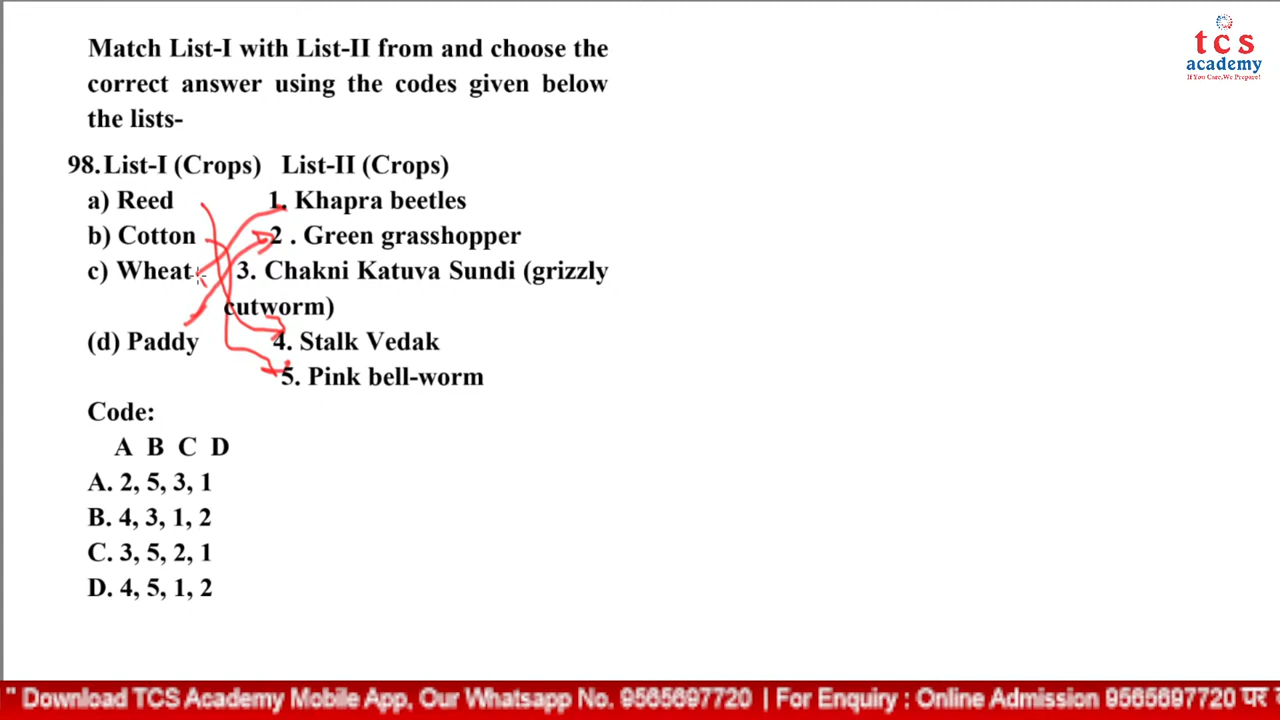 Match List-I with List-II from and choose the
correct answer using the codes given below
the lists-
98. List-I (Crops) List-II (Crops)
a) Reed 1. Khapra beetles
b) Cotton 2 . Green grasshopper
c) Wheat 3. Chakni Katuva Sundi (grizzly
cutworm)
(d) Paddy 4. Stalk Vedak
5. Pink bell-worm
Code:
A B C D
A. 2, 5, 3, 1
B. 4, 3, 1, 2
C. 3, 5, 2, 1
D. 4, 5, 1, 2
tcs
academy
If You Care, We Prepare!
" Download TCS Academy Mobile App, Our Whatsapp No. 9565697720 | For Enquiry : Online Admission 9565697720 पर